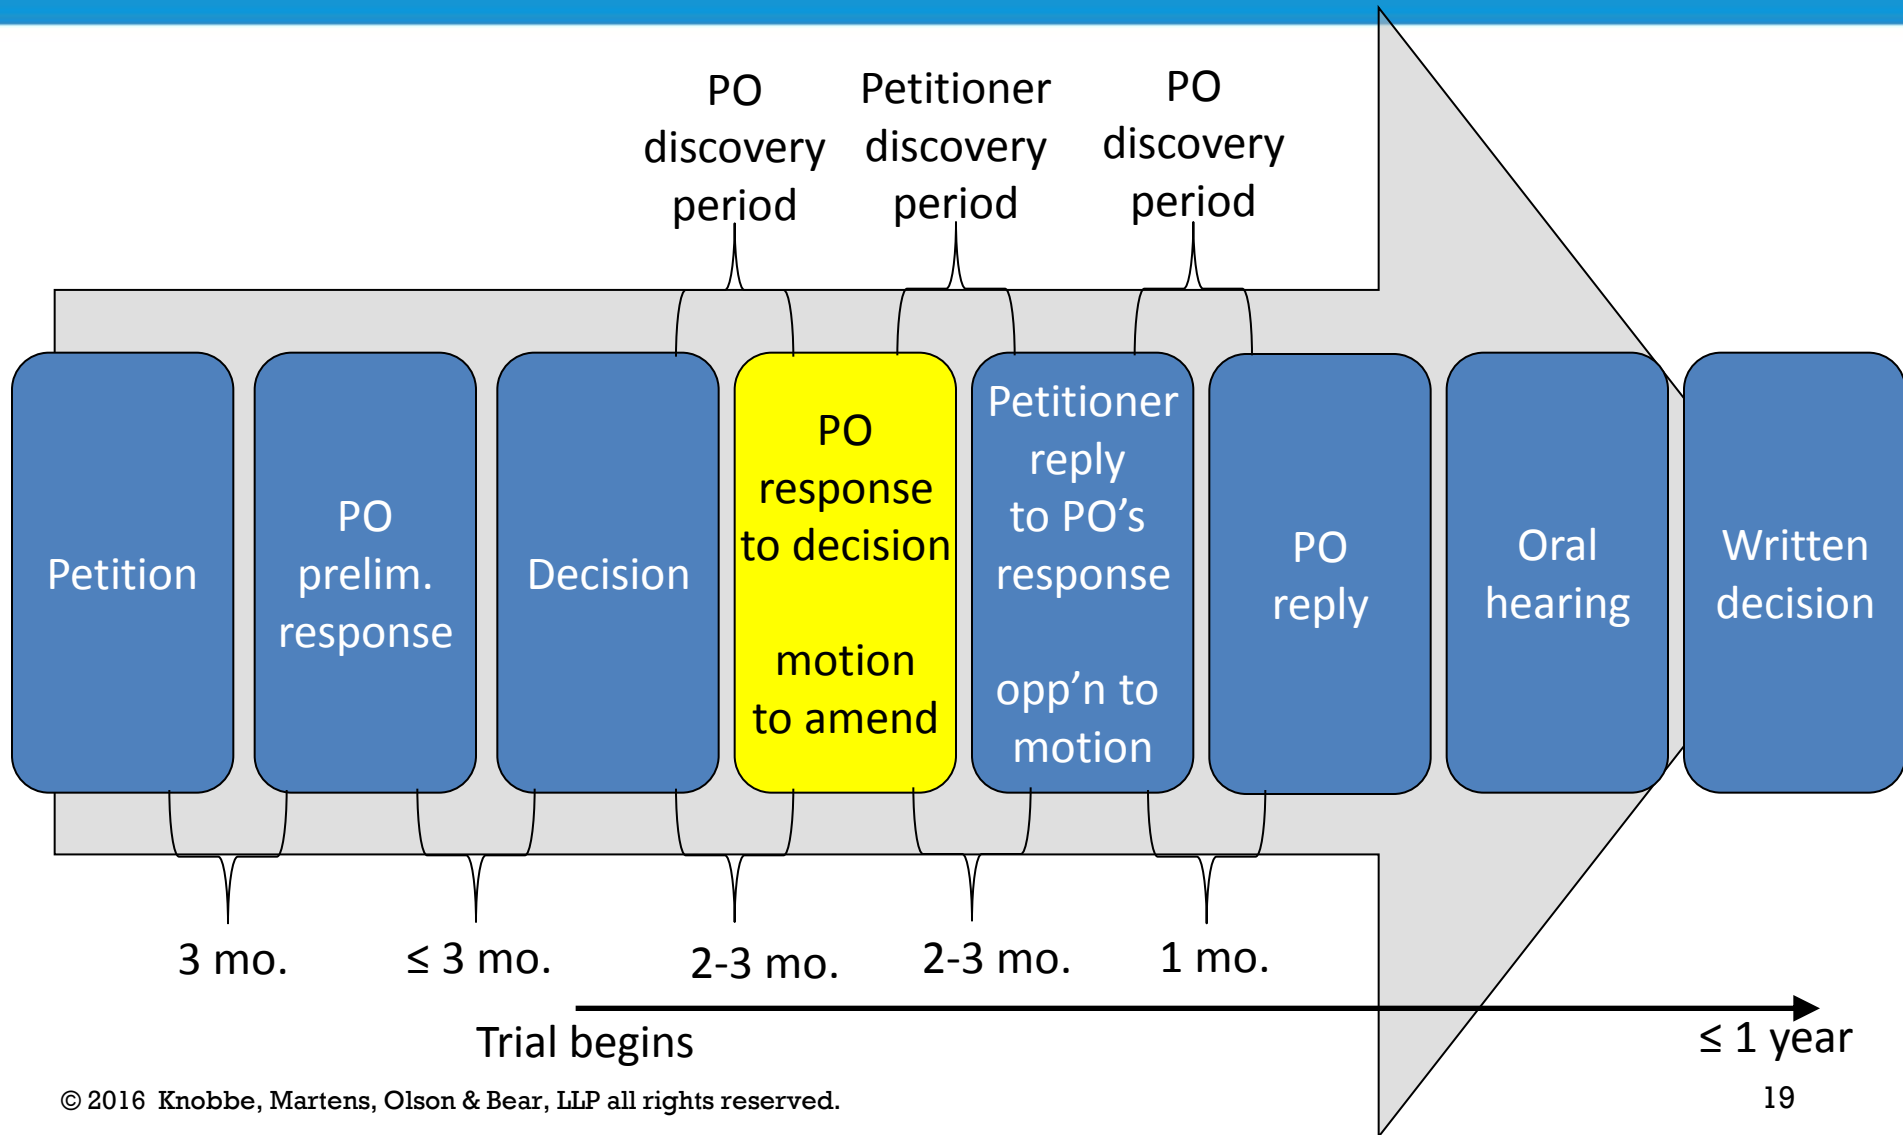 PO
discovery
period
Petitioner
discovery
period
PO
discovery
period
Petition
PO
prelim.
response
Decision
PO
response
to decision
motion
to amend
Petitioner
reply
to PO’s
response
opp’n to
motion
PO
reply
Oral
hearing
Written
decision
3 mo.
≤ 3 mo.
2-3 mo.
2-3 mo.
1 mo.
Trial begins
≤ 1 year
© 2016 Knobbe, Martens, Olson & Bear, LLP all rights reserved.
19